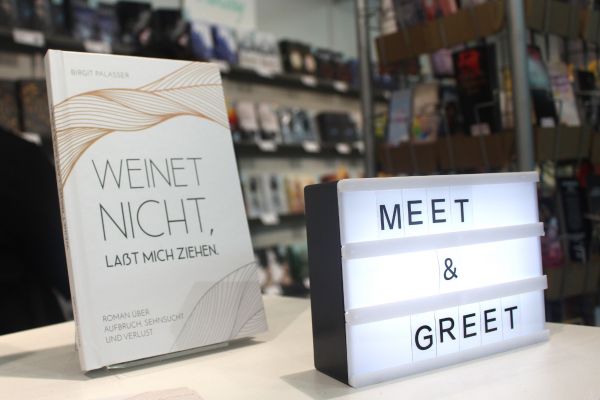 BIRGIT PALASSER
WEINET
NICHT,
LAẞT MICH ZIEHEN.
ROMAN ÜBER
AUFBRUCH, SEHNSUCHT
UND VERLUST
MEET
&
GREET